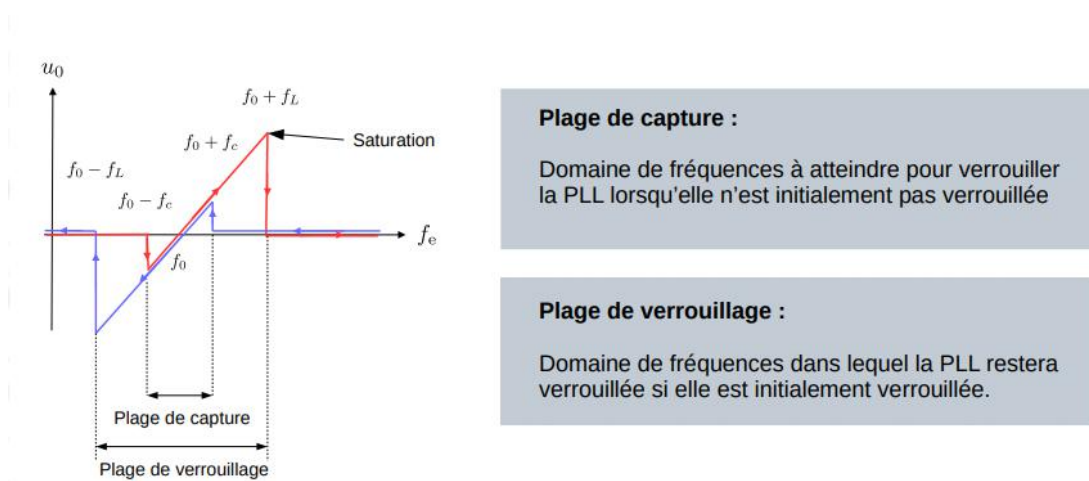 u₀
f₀ + f_L
f₀ + f_c
Saturation
f₀ − f_L
f₀ − f_c
f_e
f₀
Plage de capture
Plage de verrouillage
Plage de capture :
Domaine de fréquences à atteindre pour verrouiller
la PLL lorsqu'elle n'est initialement pas verrouillée
Plage de verrouillage :
Domaine de fréquences dans lequel la PLL restera
verrouillée si elle est initialement verrouillée.